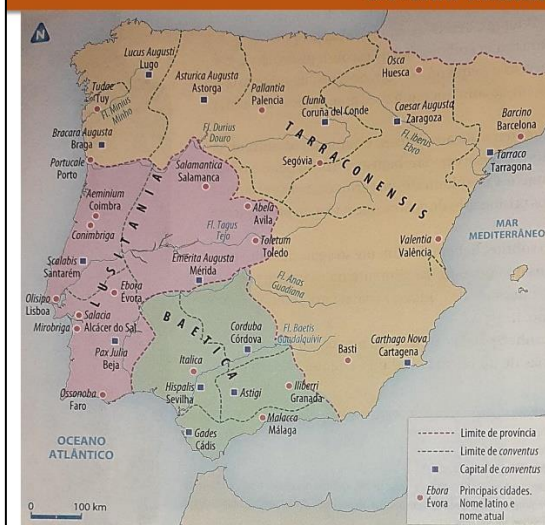 N
Lucus Augusti
Lugo
Tudae
Tuy
Fl. Minius
Minho
Asturica Augusta
Astorga
Pallantia
Palencia
Clunia
Coruña del Conde
Osca
Huesca
Caesar Augusta
Zaragoza
Fl. Iberus
Ebro
Barcino
Barcelona
Tarraco
Tarragona
Bracara Augusta
Braga
Portucale
Porto
Fl. Durius
Douro
TARRACONENSIS
Segóvia
Salamantica
Salamanca
Aeminium
Coimbra
Conimbriga
Abela
Avila
LUSITANIA
Fl. Tagus
Tejo
Toletum
Toledo
Valentia
València
MAR
MEDITERRÂNEO
Scalabis
Santarém
Emerita Augusta
Mérida
Olisipo
Lisboa
Ebora
Évora
Salacia
Alcácer do Sal
Mirobriga
Pax Julia
Beja
Fl. Anas
Guadiana
BAETICA
Corduba
Córdova
Fl. Baetis
Guadalquivir
Basti
Carthago Nova
Cartagena
Italica
Hispalis
Sevilha
Astigi
Iliberri
Granada
Ossonoba
Faro
Malacca
Málaga
Gades
Cádis
OCEANO
ATLÂNTICO
0 100 km
Limite de província
Limite de conventus
Capital de conventus
Ebora Principais cidades.
Évora Nome latino e
nome atual